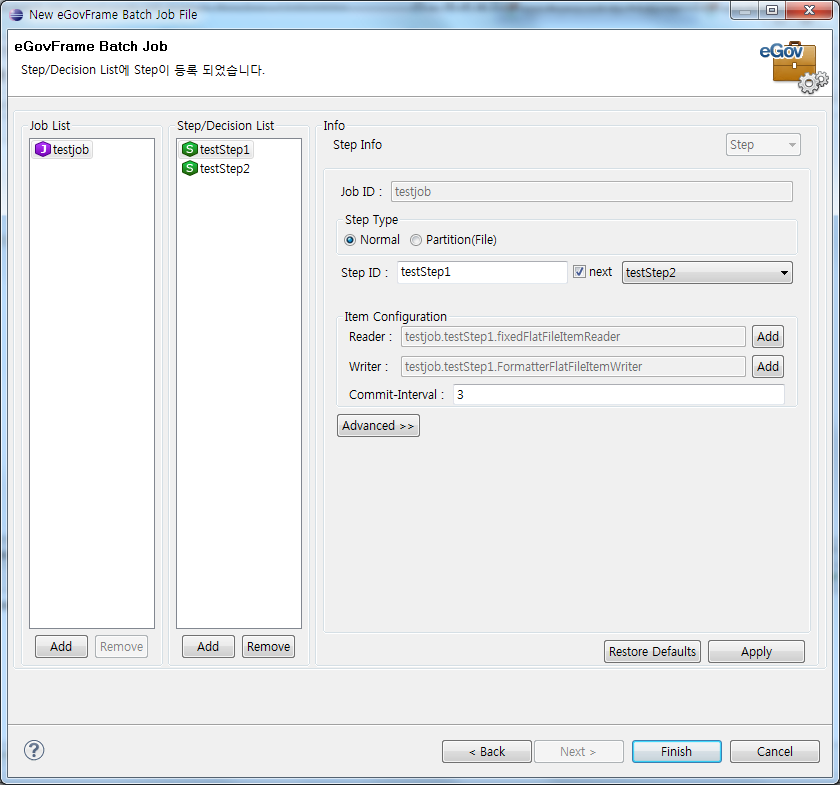 New eGovFrame Batch Job File
eGovFrame Batch Job
Step/Decision List에 Step이 등록 되었습니다.
eGov
Job List
J testjob
Step/Decision List
S testStep1
S testStep2
Info
Step Info
Step
Job ID : testjob
Step Type
Normal Partition(File)
Step ID : testStep1 next testStep2
Item Configuration
Reader : testjob.testStep1.fixedFlatFileItemReader Add
Writer : testjob.testStep1.FormatterFlatFileItemWriter Add
Commit-Interval : 3
Advanced >>
Add Remove
Add Remove
Restore Defaults Apply
? < Back Next > Finish Cancel